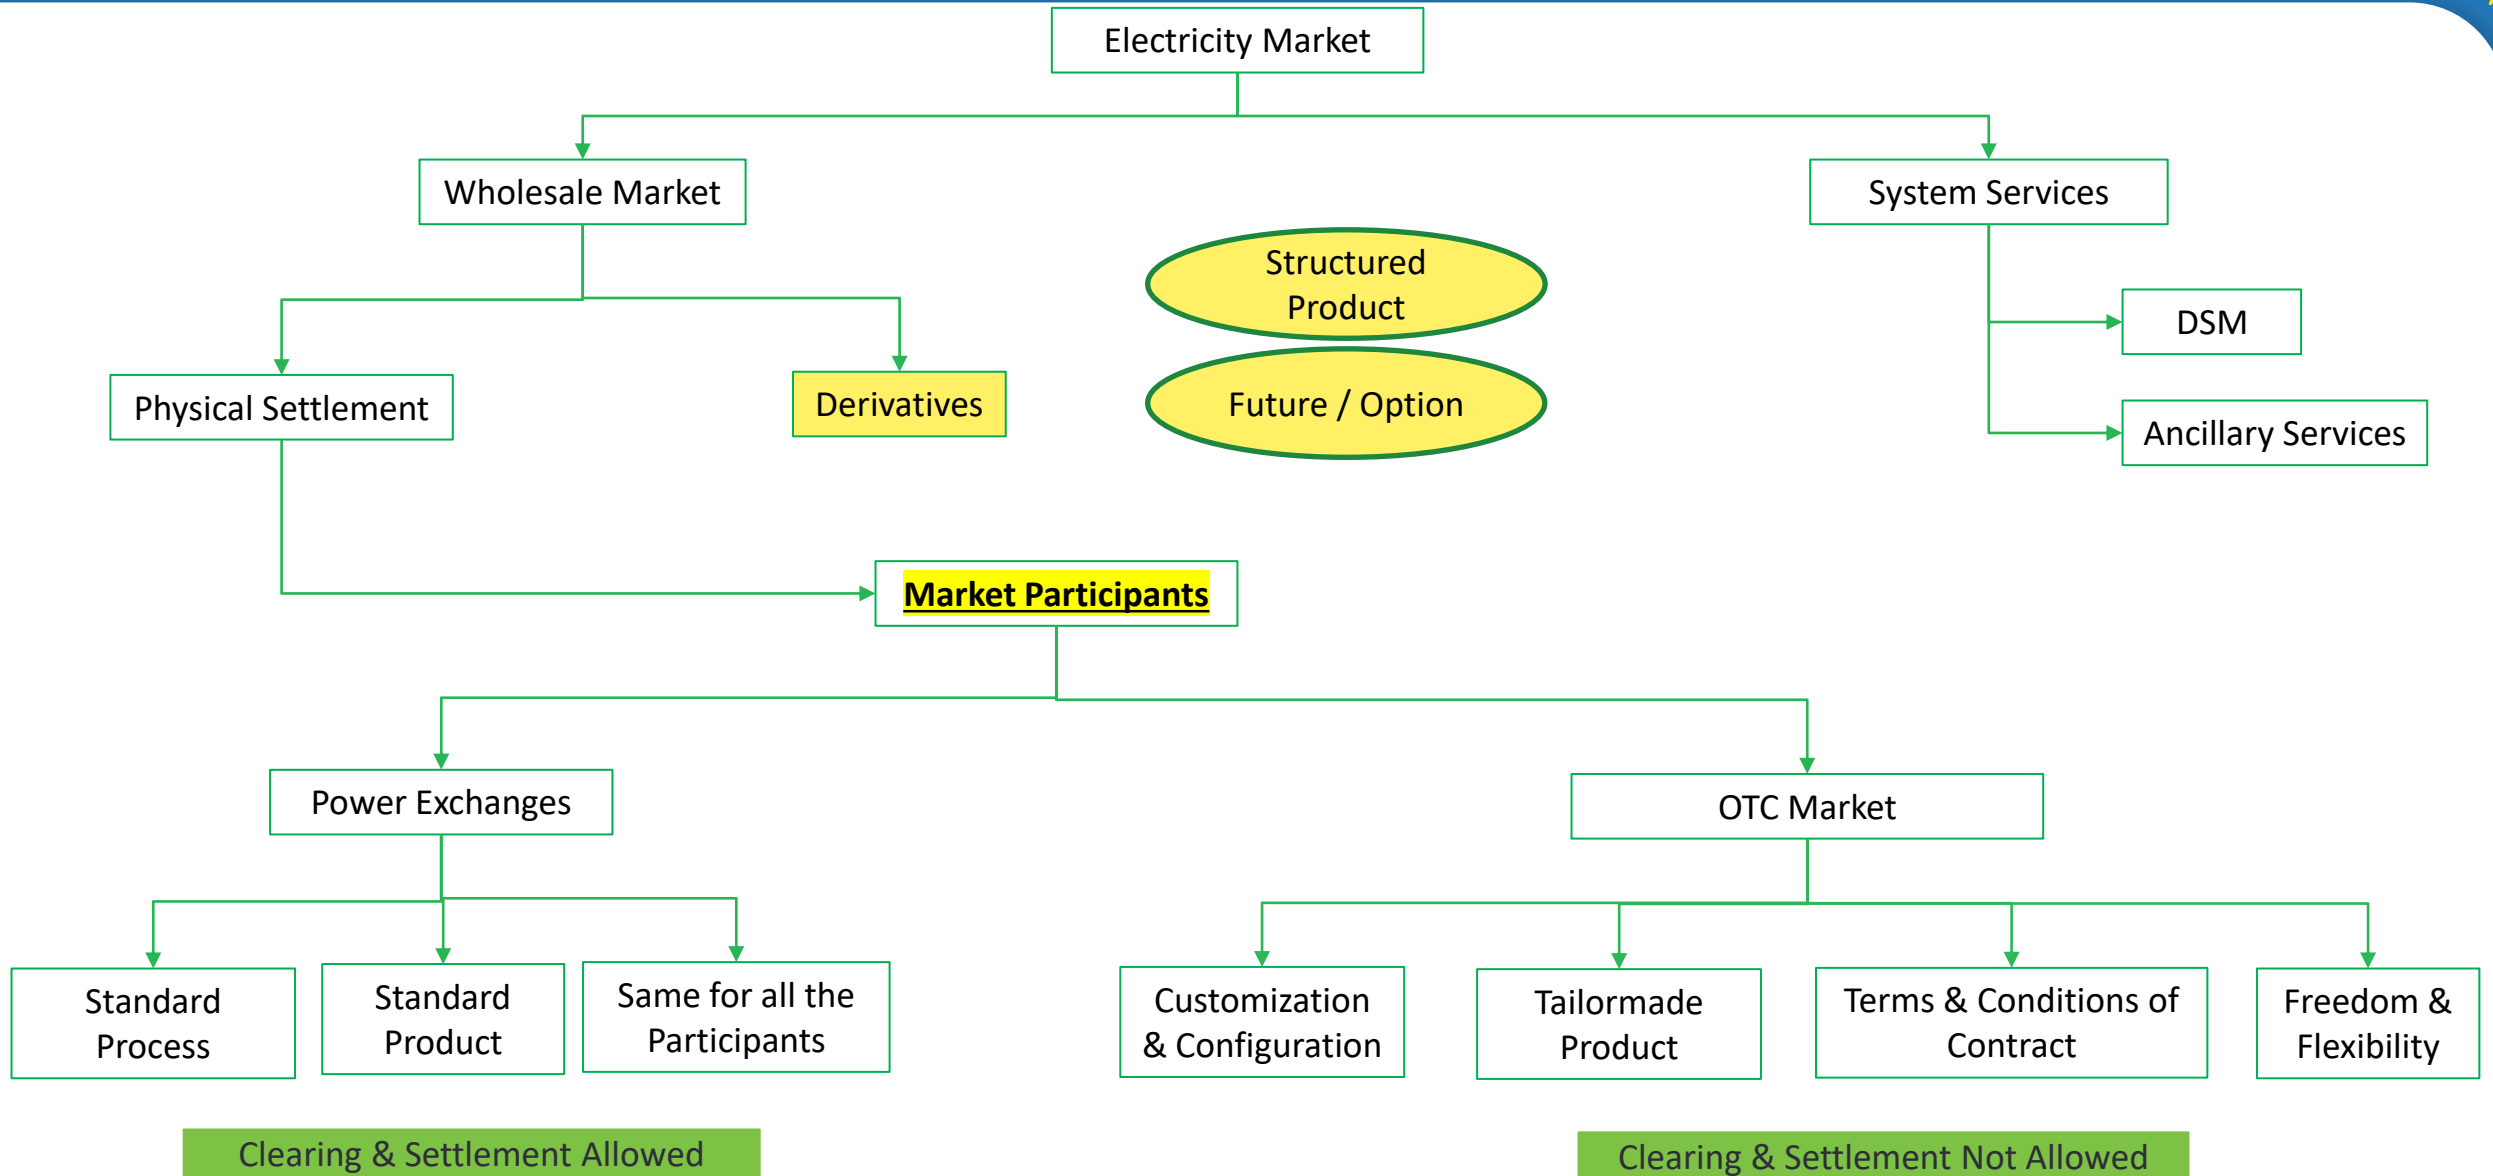 Electricity Market
Wholesale Market
System Services
Structured
Product
DSM
Physical Settlement
Derivatives
Future / Option
Ancillary Services
Market Participants
Power Exchanges
OTC Market
Standard
Process
Standard
Product
Same for all the
Participants
Customization
& Configuration
Tailormade
Product
Terms & Conditions of
Contract
Freedom &
Flexibility
Clearing & Settlement Allowed
Clearing & Settlement Not Allowed